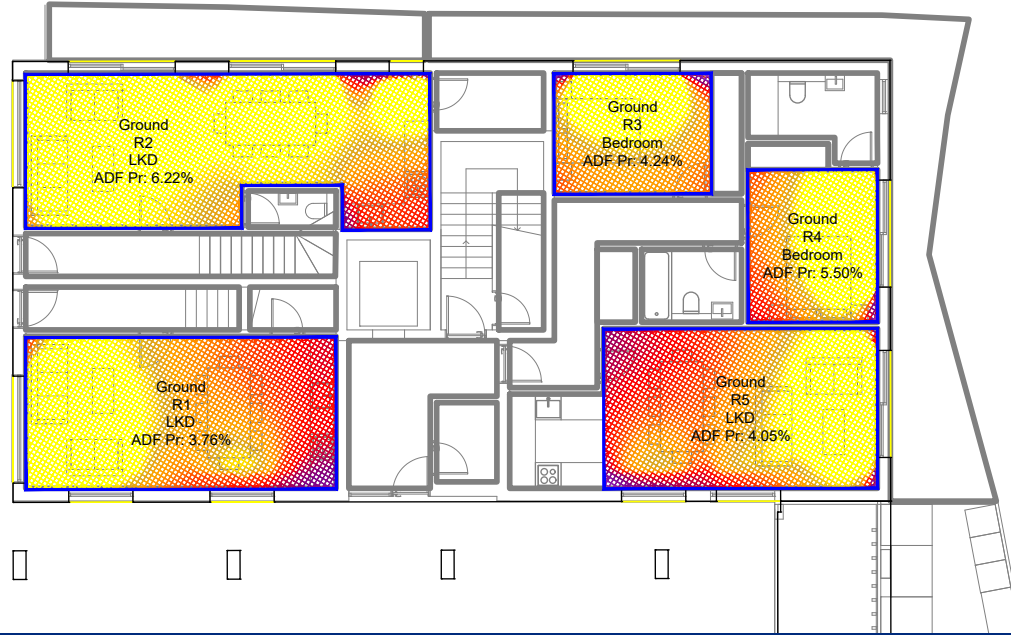 Ground
R2
LKD
ADF Pr: 6.22%
Ground
R3
Bedroom
ADF Pr: 4.24%
Ground
R4
Bedroom
ADF Pr: 5.50%
Ground
R1
LKD
ADF Pr: 3.76%
Ground
R5
LKD
ADF Pr: 4.05%